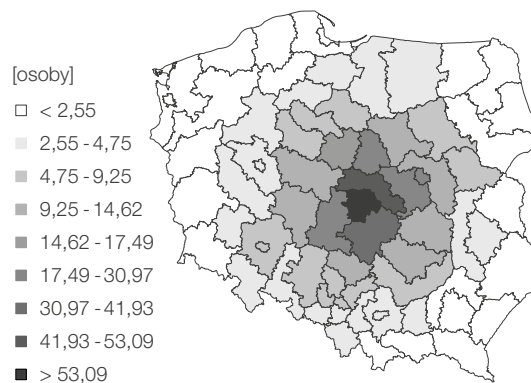 [osoby]
< 2,55
2,55 - 4,75
4,75 - 9,25
9,25 - 14,62
14,62 - 17,49
17,49 - 30,97
30,97 - 41,93
41,93 - 53,09
> 53,09